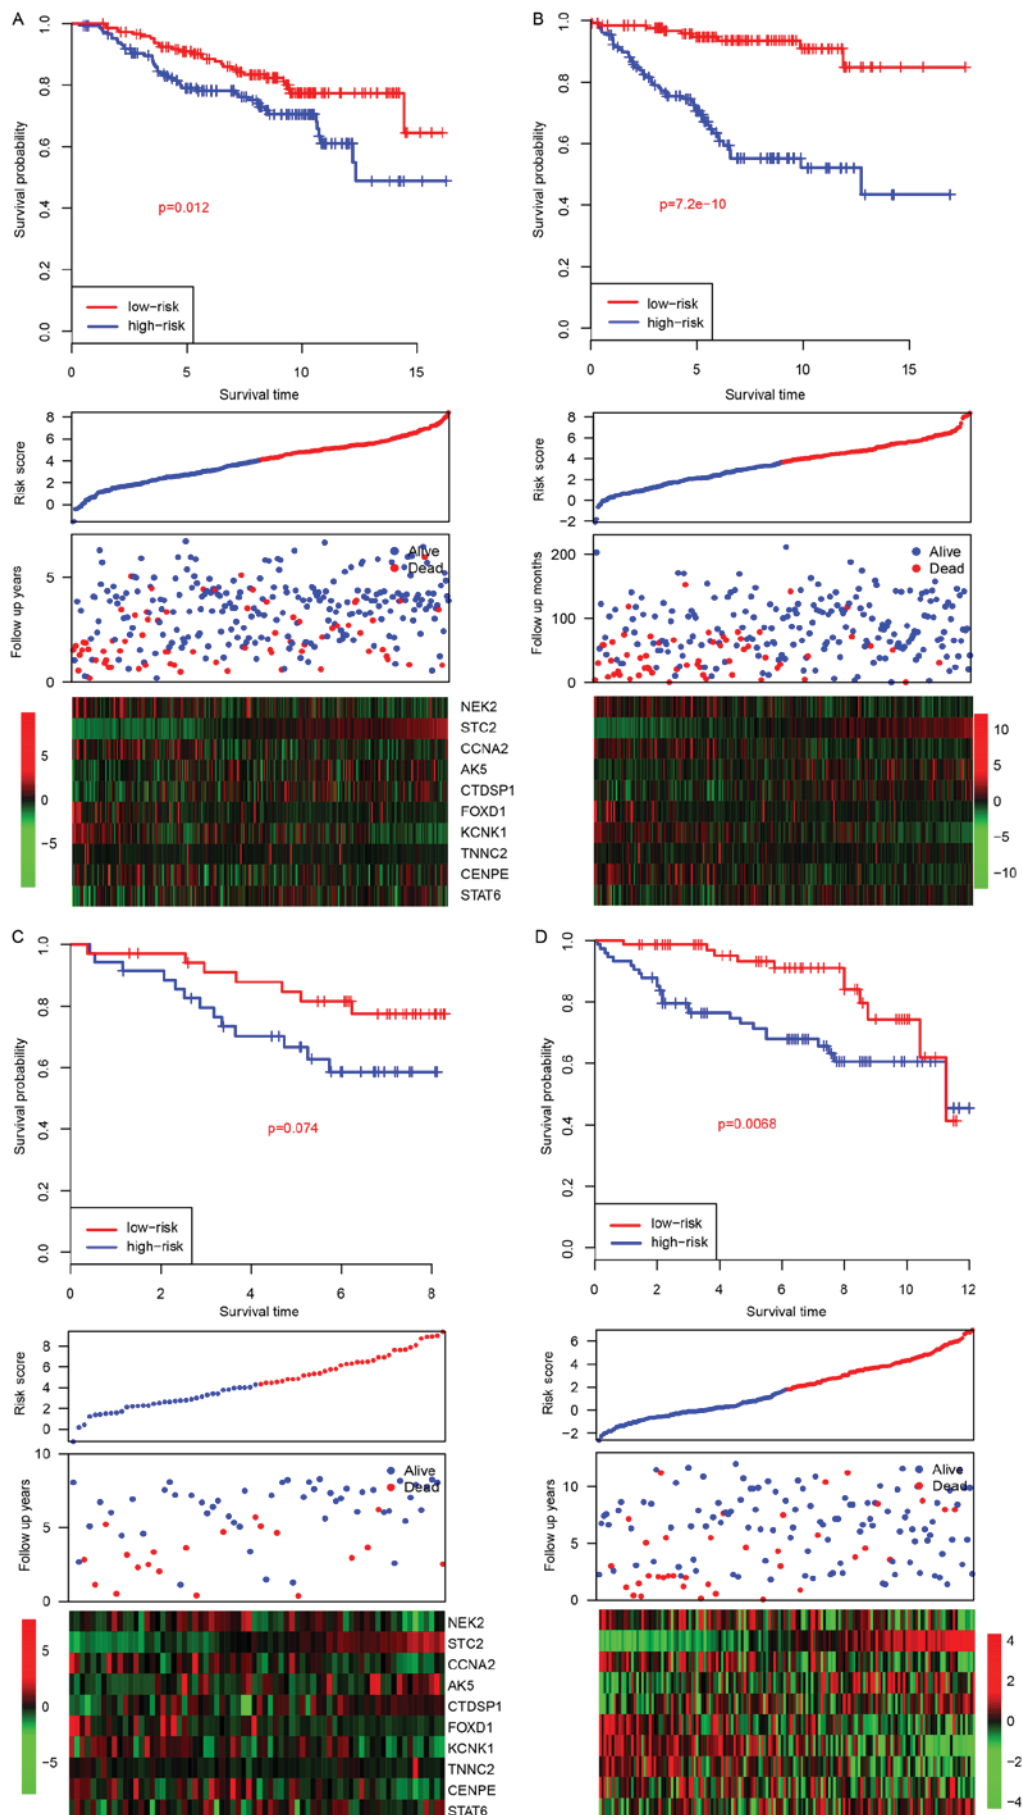 A
Survival probability
1.0
0.8
0.6
0.4
0.2
0.0
p=0.012
low-risk
high-risk
0 5 10 15
Survival time
Risk score
8
6
4
2
0
Follow up years
5
0
Alive
Dead
5
0
−5
NEK2
STC2
CCNA2
AK5
CTDSP1
FOXD1
KCNK1
TNNC2
CENPE
STAT6
B
Survival probability
1.0
0.8
0.6
0.4
0.2
0.0
p=7.2e−10
low-risk
high-risk
0 5 10 15
Survival time
Risk score
8
6
4
2
0
−2
Follow up months
200
100
0
Alive
Dead
10
5
0
−5
−10
C
Survival probability
1.0
0.8
0.6
0.4
0.2
0.0
p=0.074
low-risk
high-risk
0 2 4 6 8
Survival time
Risk score
8
6
4
2
0
Follow up years
10
5
0
Alive
Dead
5
0
−5
NEK2
STC2
CCNA2
AK5
CTDSP1
FOXD1
KCNK1
TNNC2
CENPE
STAT6
D
Survival probability
1.0
0.8
0.6
0.4
0.2
0.0
p=0.0068
low-risk
high-risk
0 2 4 6 8 10 12
Survival time
Risk score
6
4
2
0
−2
Follow up years
10
5
0
Alive
Dead
4
2
0
−2
−4